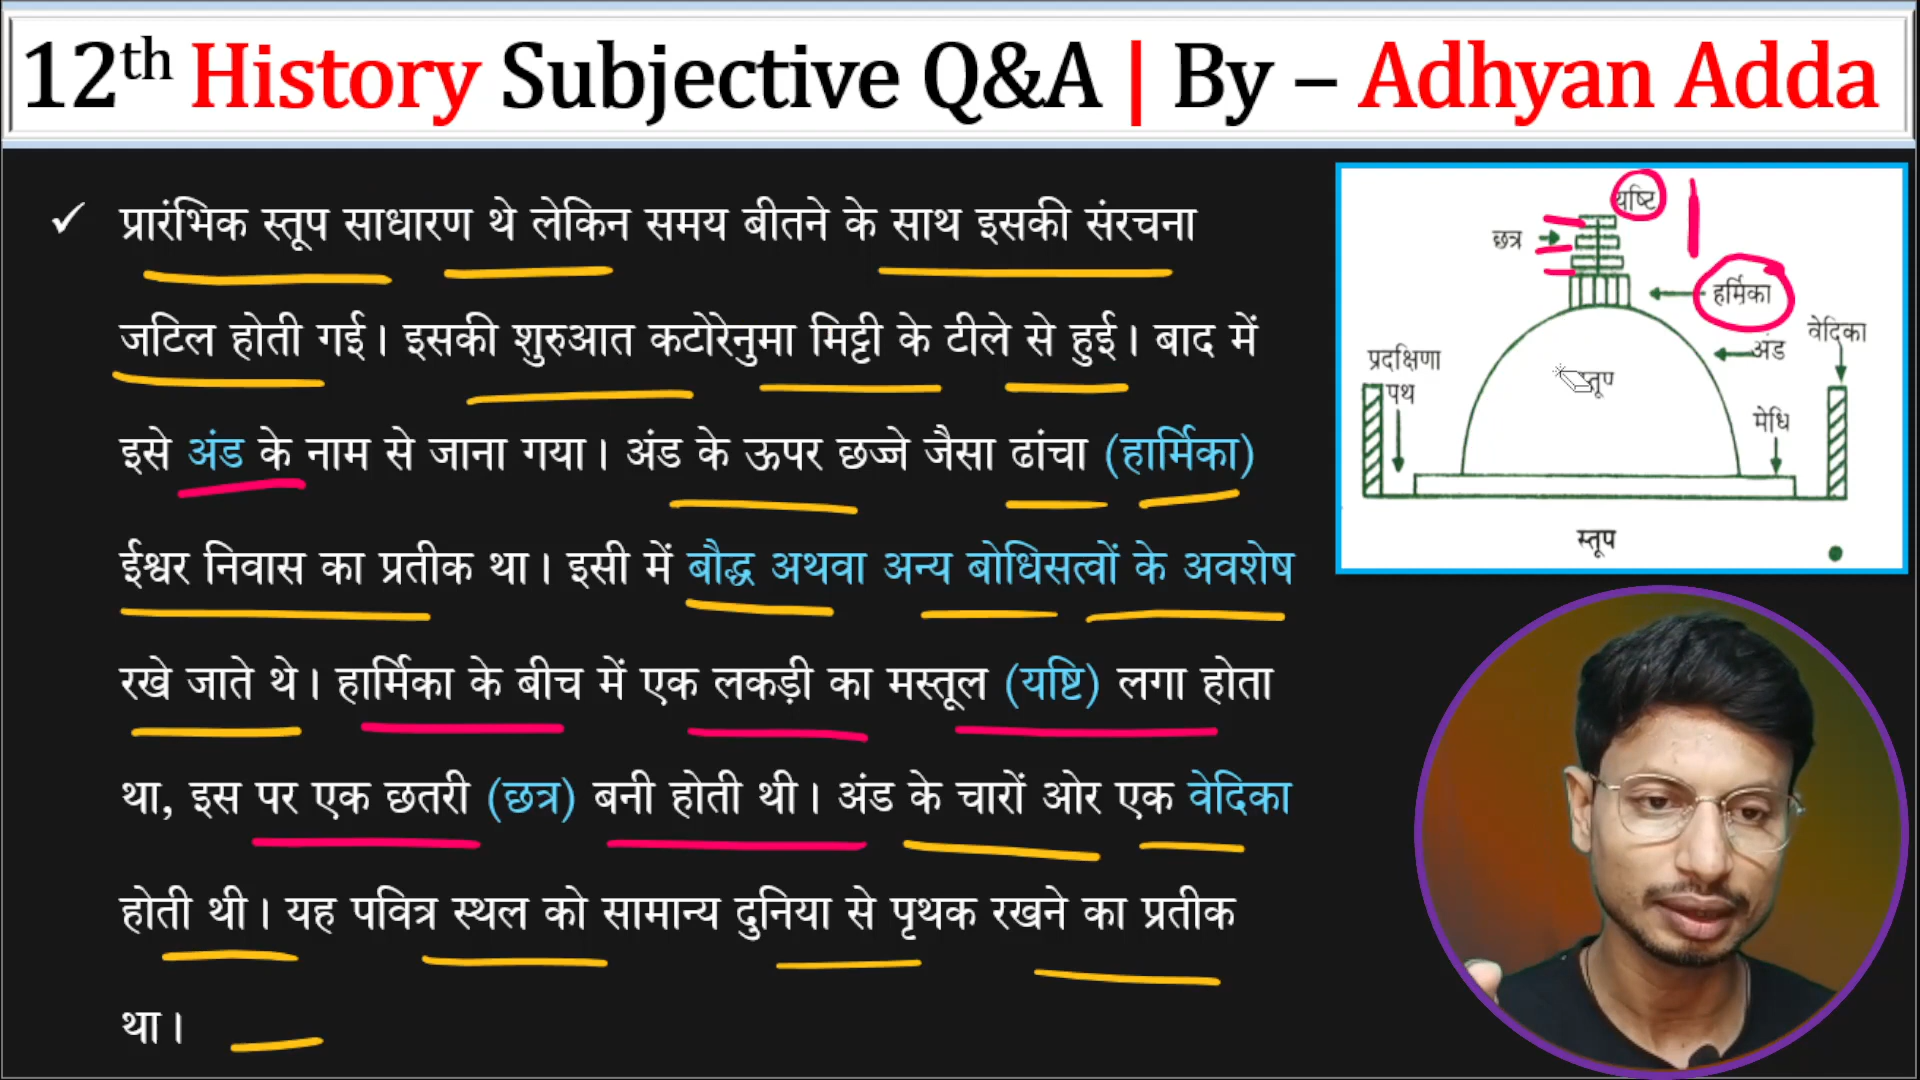 12th History Subjective Q&A | By – Adhyan Adda
✓ प्रारंभिक स्तूप साधारण थे लेकिन समय बीतने के साथ इसकी संरचना
जटिल होती गई। इसकी शुरुआत कटोरेनुमा मिट्टी के टीले से हुई। बाद में
इसे अंड के नाम से जाना गया। अंड के ऊपर छज्जे जैसा ढांचा (हार्मिका)
ईश्वर निवास का प्रतीक था। इसी में बौद्ध अथवा अन्य बोधिसत्वों के अवशेष
रखे जाते थे। हार्मिका के बीच में एक लकड़ी का मस्तूल (यष्टि) लगा होता
था, इस पर एक छतरी (छत्र) बनी होती थी। अंड के चारों ओर एक वेदिका
होती थी। यह पवित्र स्थल को सामान्य दुनिया से पृथक रखने का प्रतीक
था।
यष्टि
छत्र
हर्मिका
वेदिका
अंड
प्रदक्षिणा
पथ
स्तूप
मेधि
स्तूप